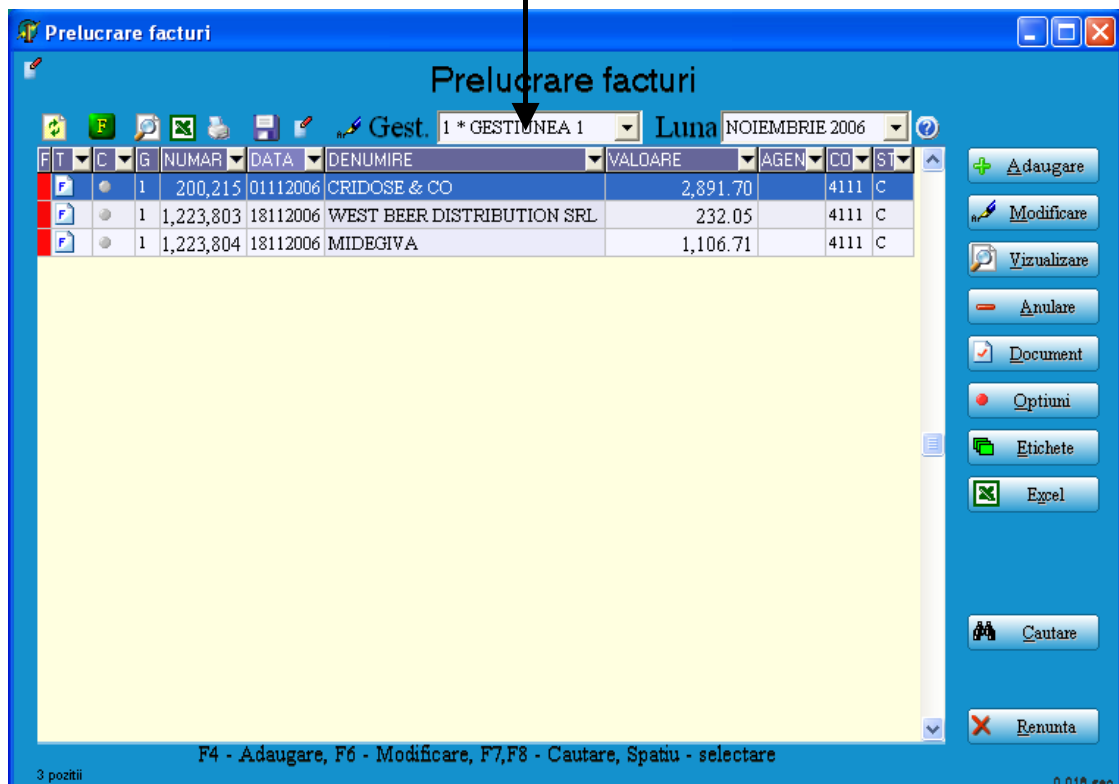 Prelucrare facturi
Prelucrare facturi
F Gest. 1 * GESTIUNEA 1 Luna NOIEMBRIE 2006 ?
F T C G NUMAR DATA DENUMIRE VALOARE AGEN CO ST
F 1 200,215 01112006 CRIDOSE & CO 2,891.70 4111 C
F 1 1,223,803 18112006 WEST BEER DISTRIBUTION SRL 232.05 4111 C
F 1 1,223,804 18112006 MIDEGIVA 1,106.71 4111 C
Adaugare
Modificare
Vizualizare
Anulare
Document
Optiuni
Etichete
Excel
Cautare
Renunta
F4 - Adaugare, F6 - Modificare, F7,F8 - Cautare, Spatiu - selectare
3 pozitii
0.018 sec